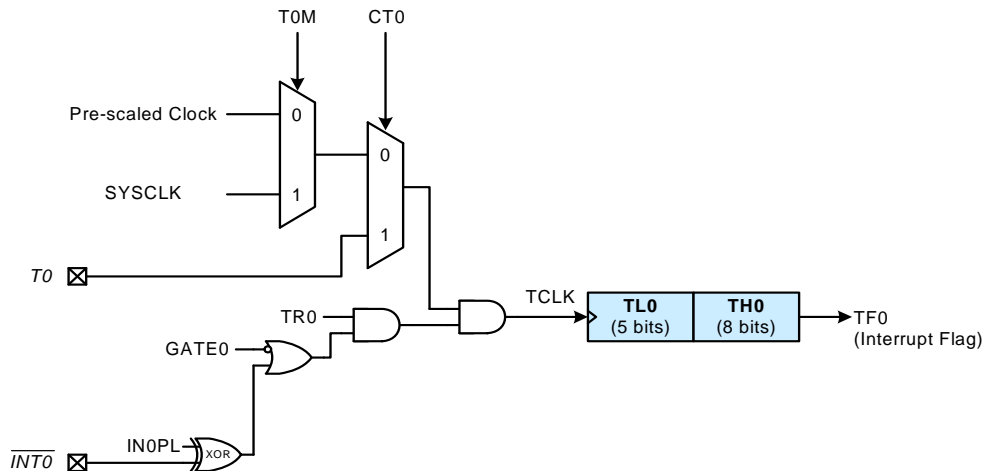 T0M CT0
Pre-scaled Clock 0
0
SYSCLK 1
1
T0
TCLK TL0 TH0
(5 bits) (8 bits)
TR0 TF0
(Interrupt Flag)
GATE0
IN0PL XOR
INT0